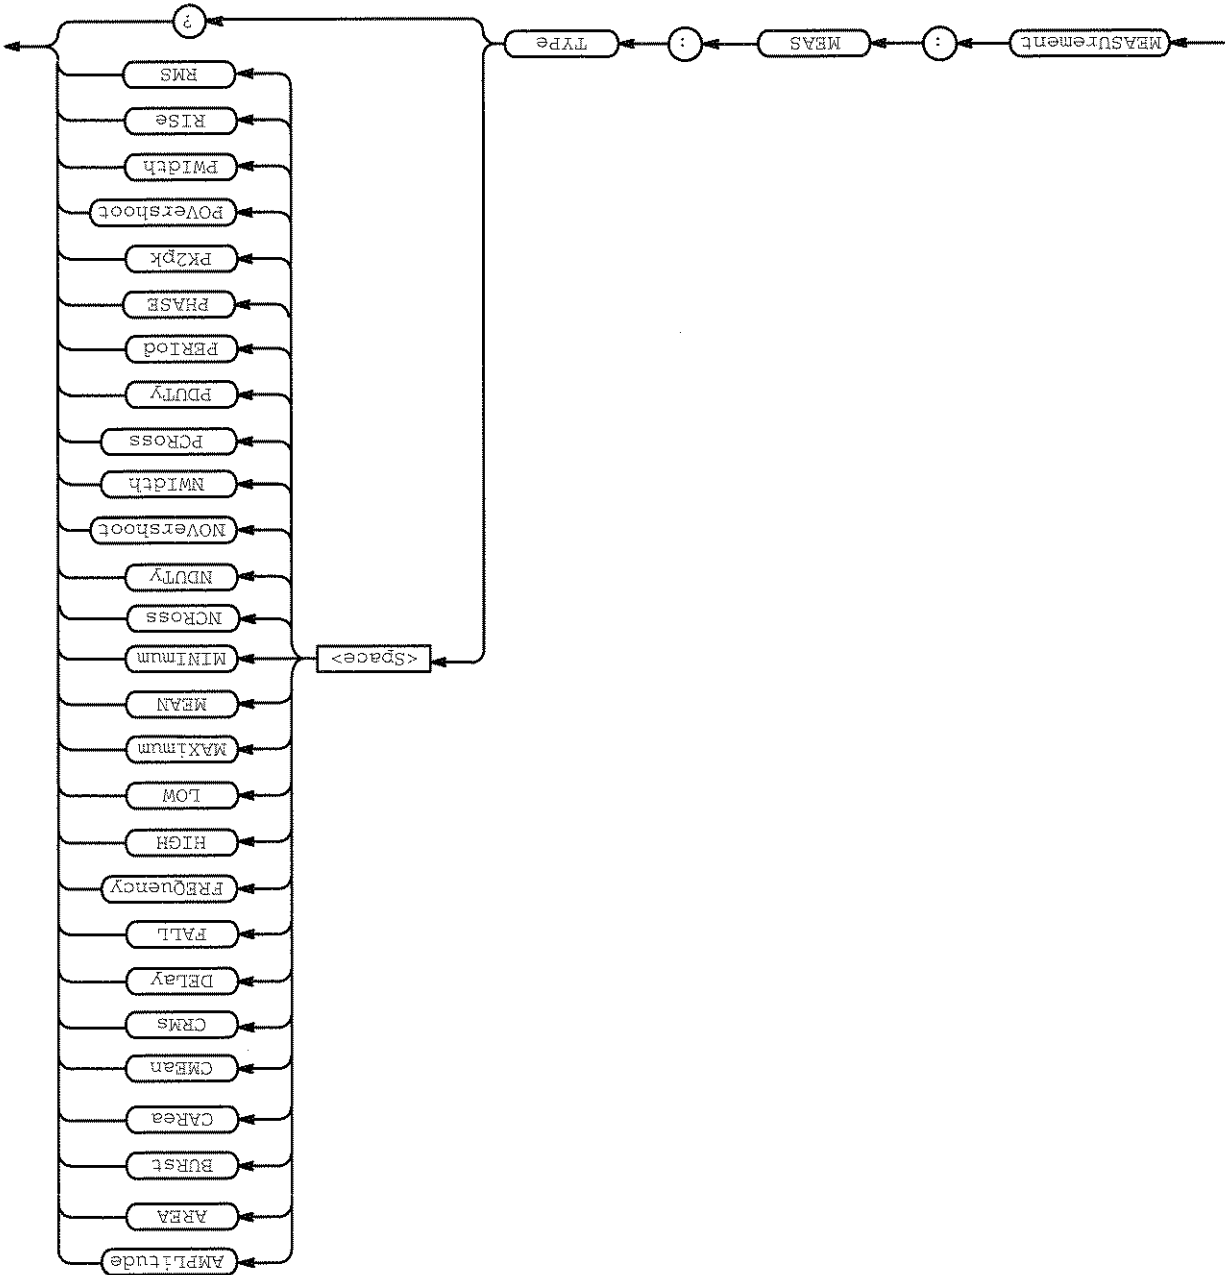 AMPLitude
AREA
BURst
CARea
CMEan
CRMs
DELay
FALL
FREQuency
HIGH
LOW
MAXimum
MEAN
<Space>
MINImum
NCRoss
NDUTy
NOVershoot
NWIdth
PCRoss
PDUTy
PERIod
PHASE
PK2pk
POVershoot
PWIdth
RISe
RMS
MEASUrement : MEAS : TYPe
?